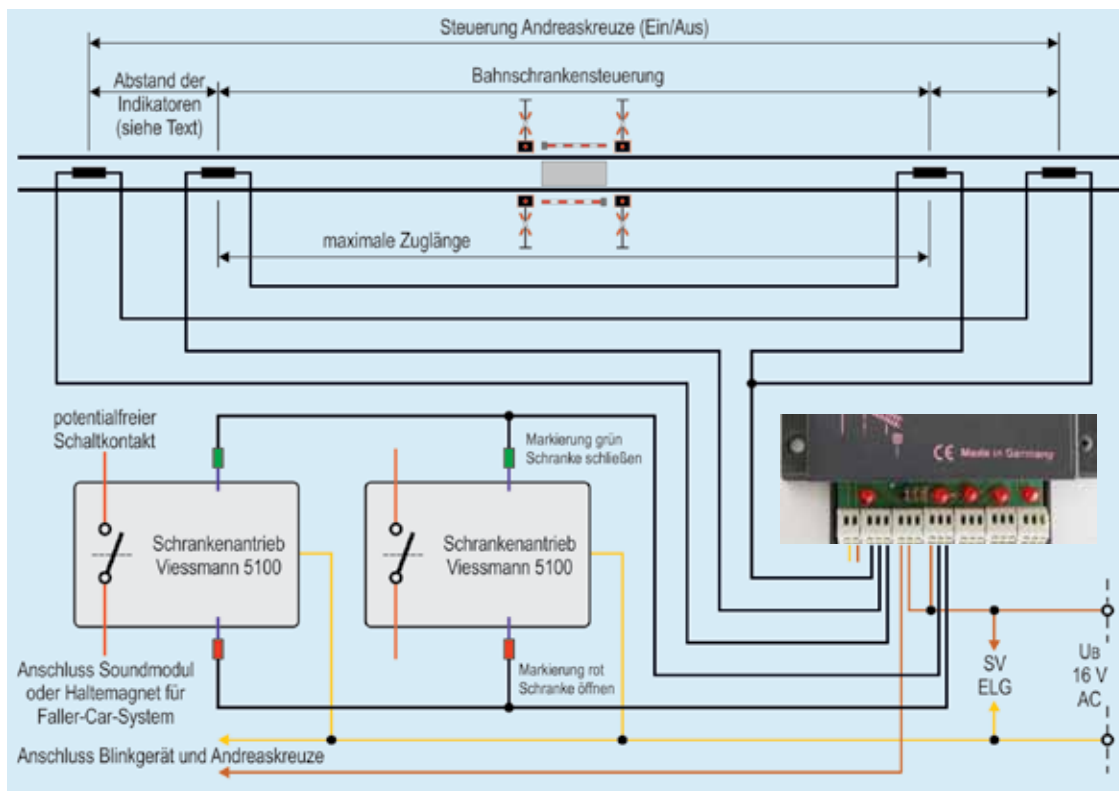 Steuerung Andreaskreuze (Ein/Aus)
Abstand der
Indikatoren
(siehe Text)
Bahnschrankensteuerung
maximale Zuglänge
potentialfreier
Schaltkontakt
Markierung grün
Schranke schließen
CE Made in Germany
Schrankenantrieb
Viessmann 5100
Schrankenantrieb
Viessmann 5100
Anschluss Soundmodul
oder Haltemagnet für
Faller-Car-System
Markierung rot
Schranke öffnen
SV
ELG
UB
16 V
AC
Anschluss Blinkgerät und Andreaskreuze